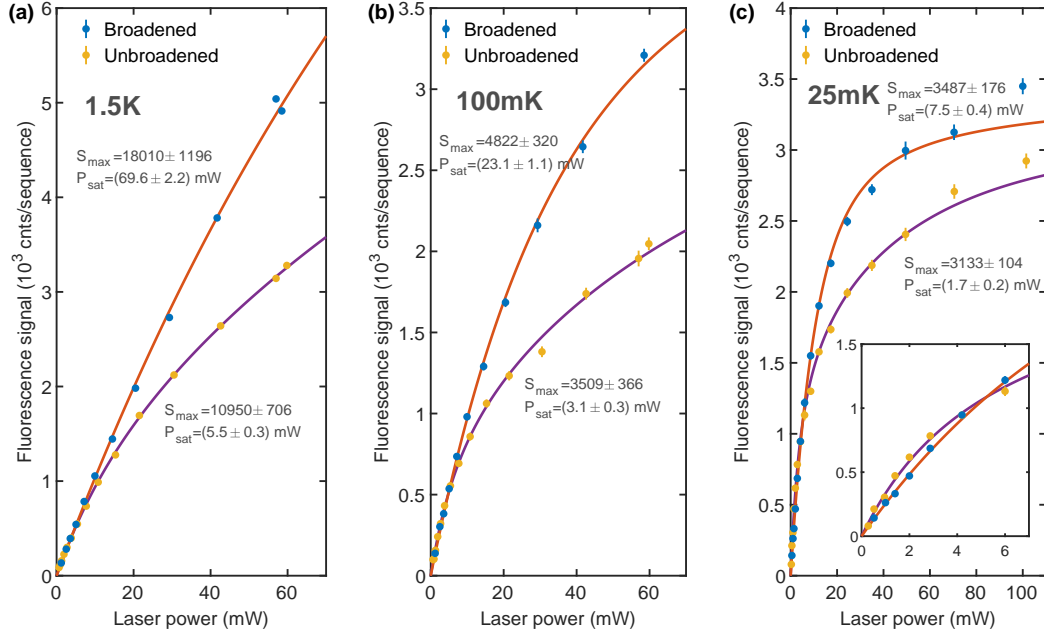 (a)
Broadened
Unbroadened
1.5K
S_max=18010± 1196
P_sat=(69.6 ± 2.2) mW
S_max=10950± 706
P_sat=(5.5 ± 0.3) mW
Fluorescence signal (10^3 cnts/sequence)
6
5
4
3
2
1
0
0 20 40 60
Laser power (mW)
(b)
Broadened
Unbroadened
100mK
S_max=4822± 320
P_sat=(23.1 ± 1.1) mW
S_max=3509± 366
P_sat=(3.1 ± 0.3) mW
Fluorescence signal (10^3 cnts/sequence)
3.5
3
2.5
2
1.5
1
0.5
0
0 20 40 60
Laser power (mW)
(c)
Broadened
Unbroadened
25mK
S_max=3487± 176
P_sat=(7.5 ± 0.4) mW
S_max=3133± 104
P_sat=(1.7 ± 0.2) mW
Fluorescence signal (10^3 cnts/sequence)
4
3.5
3
2.5
2
1.5
1
0.5
0
0 20 40 60 80 100
Laser power (mW)
1.5
1
0.5
0
0 2 4 6